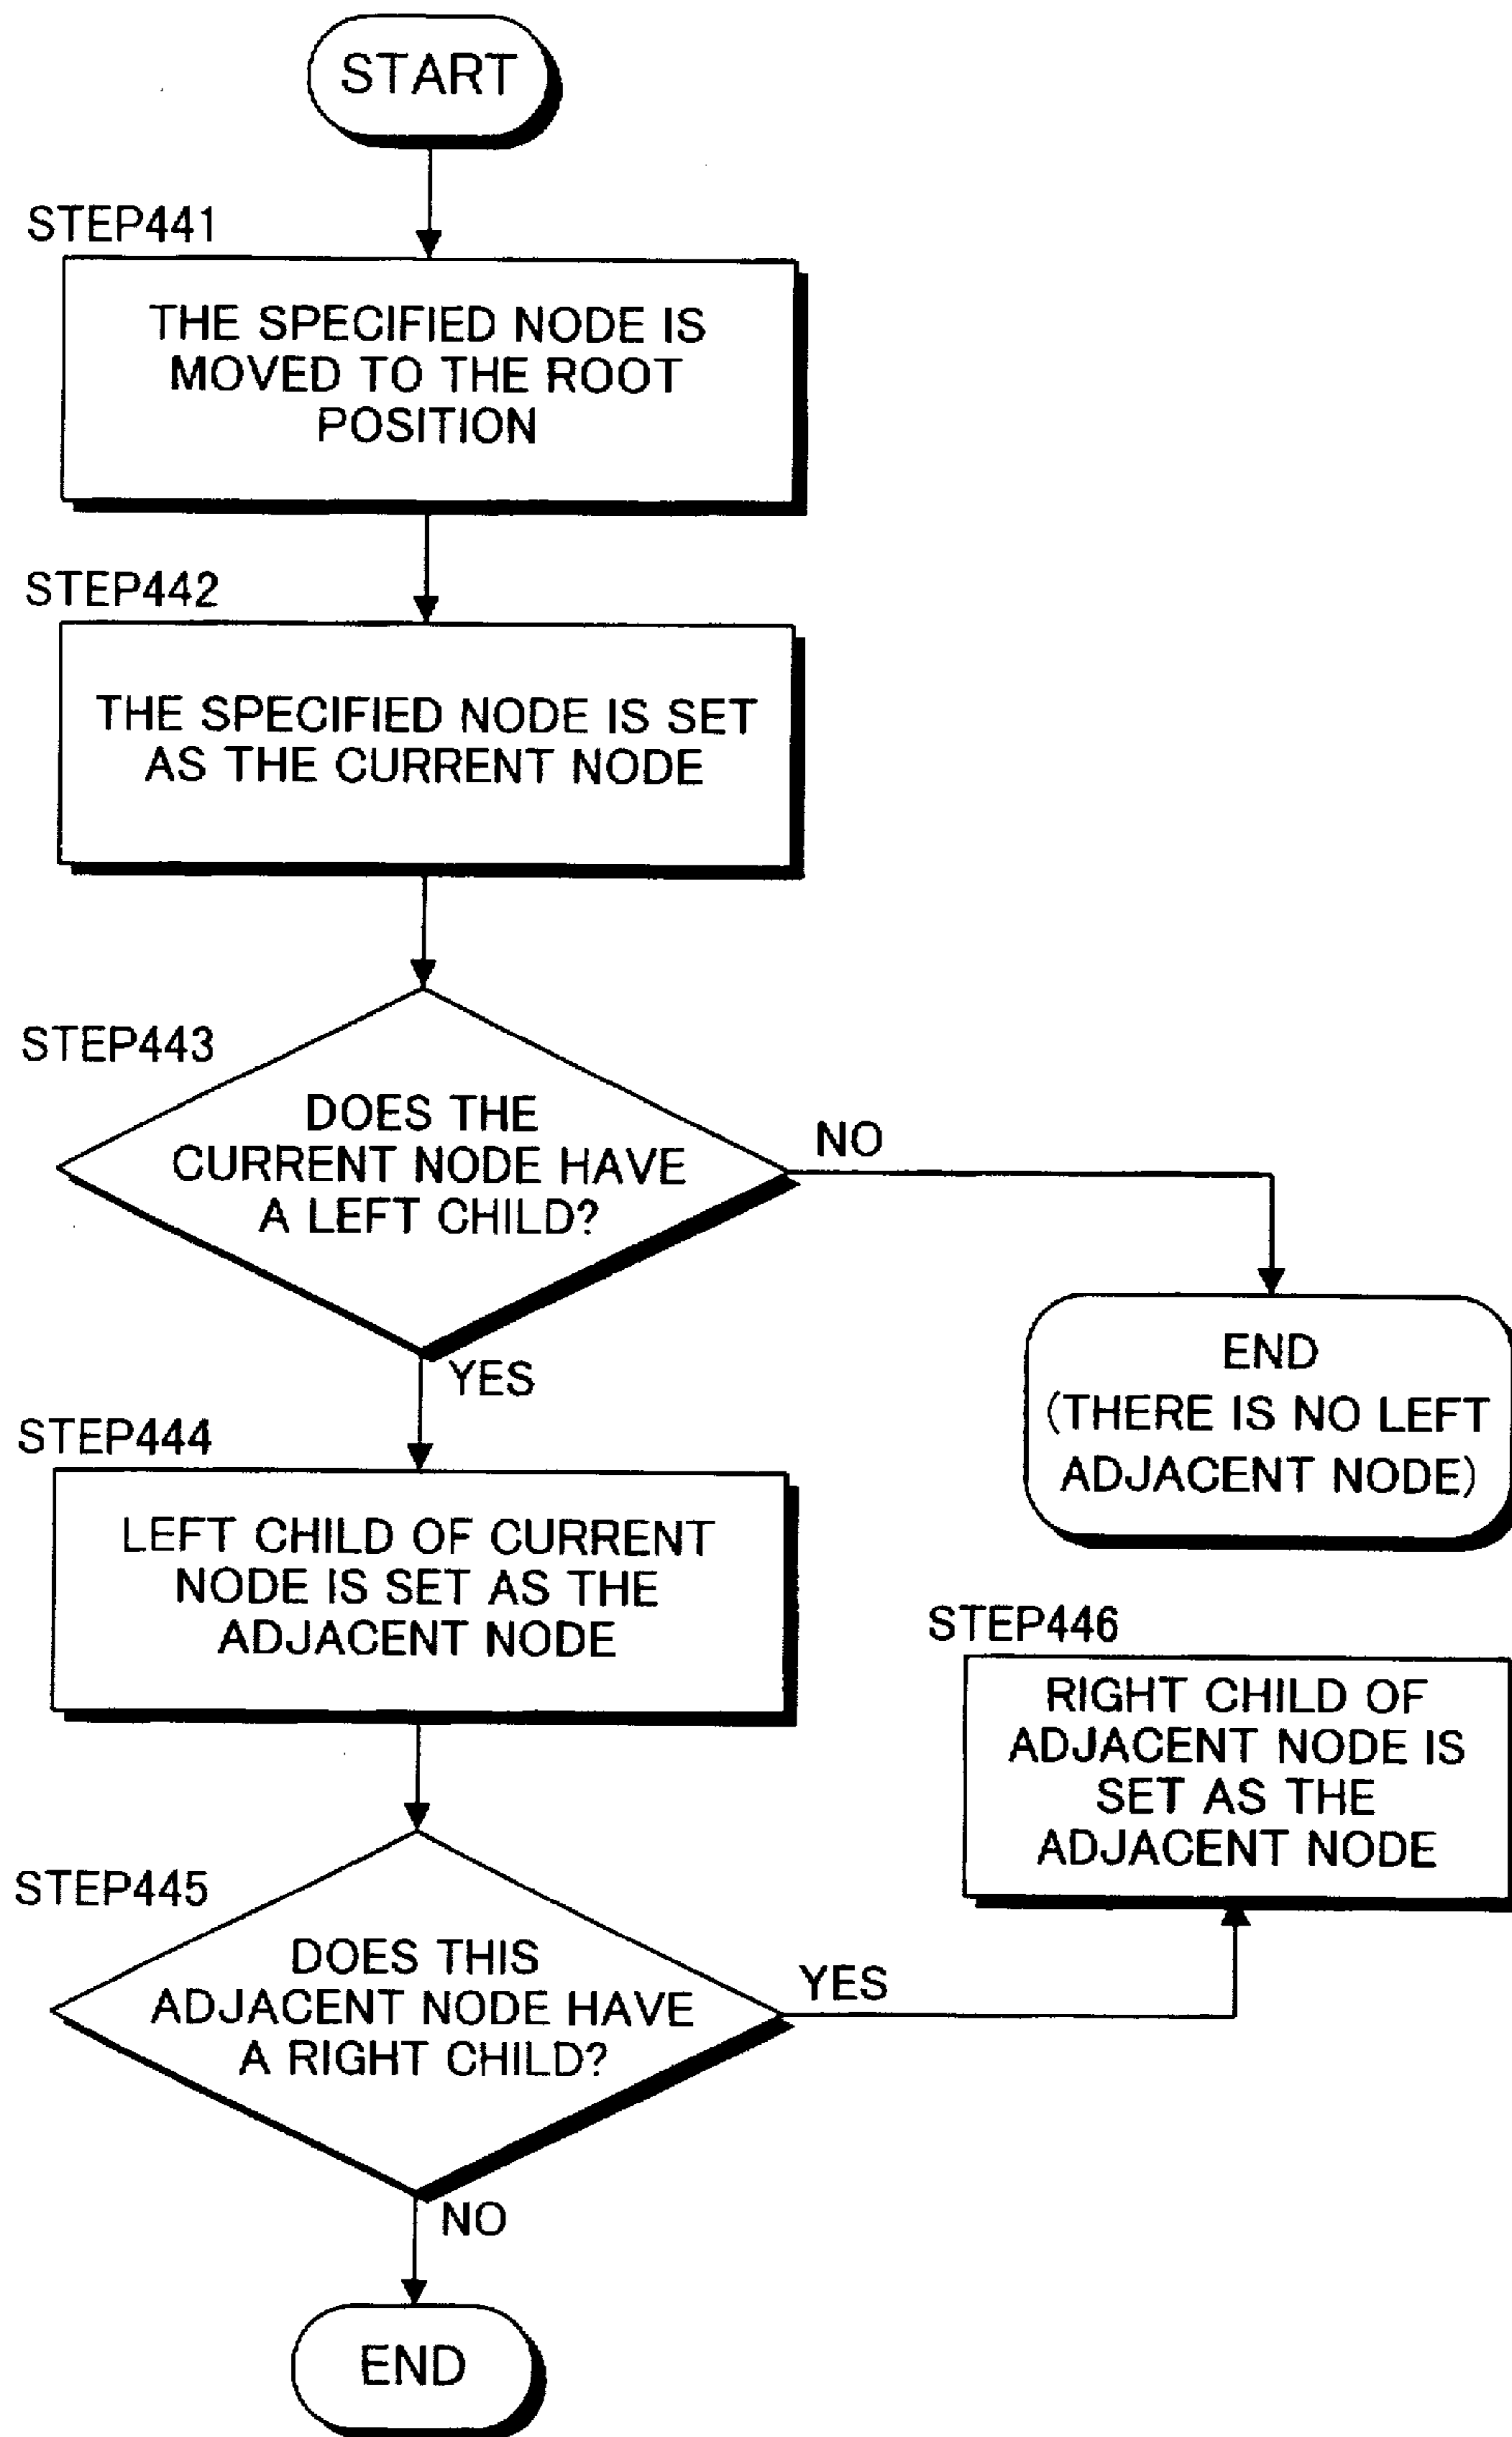 START
STEP441
THE SPECIFIED NODE IS
MOVED TO THE ROOT
POSITION
STEP442
THE SPECIFIED NODE IS SET
AS THE CURRENT NODE
STEP443
DOES THE
CURRENT NODE HAVE
A LEFT CHILD?
NO
YES
END
(THERE IS NO LEFT
ADJACENT NODE)
STEP444
LEFT CHILD OF CURRENT
NODE IS SET AS THE
ADJACENT NODE
STEP446
RIGHT CHILD OF
ADJACENT NODE IS
SET AS THE
ADJACENT NODE
STEP445
DOES THIS
ADJACENT NODE HAVE
A RIGHT CHILD?
YES
NO
END